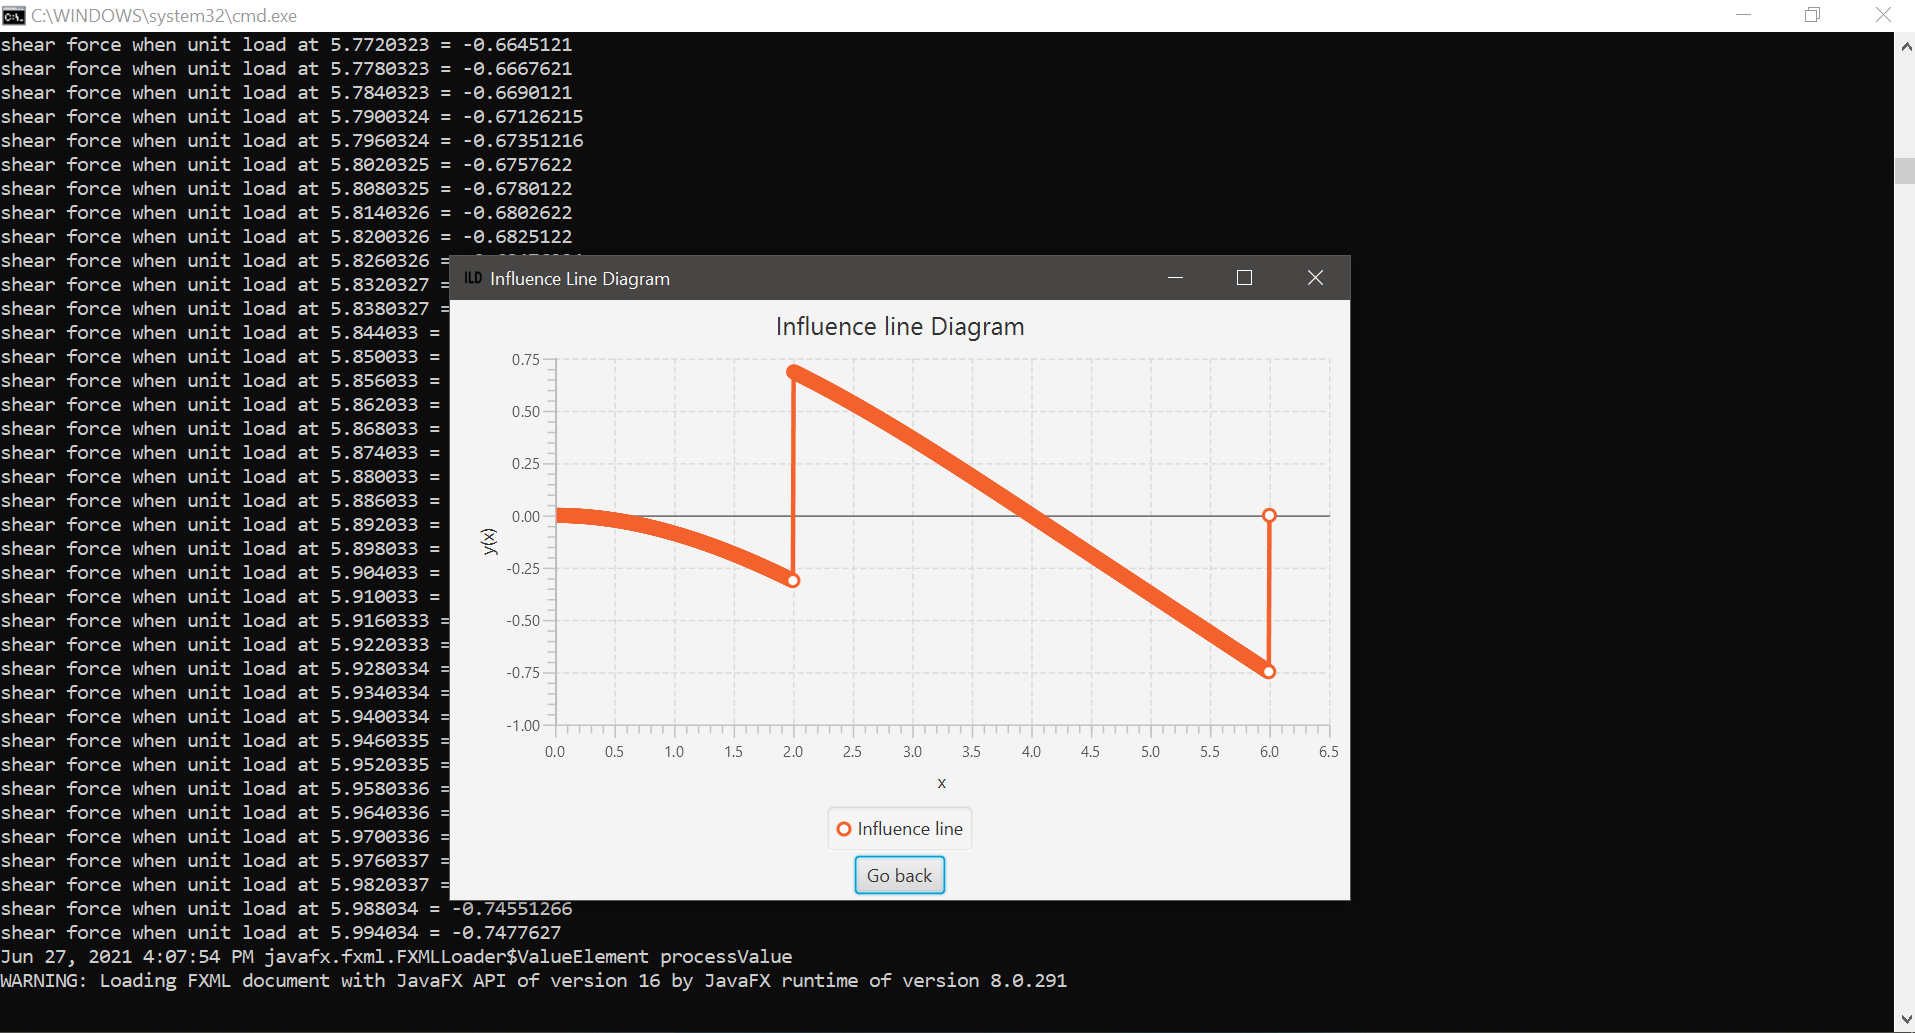 C:\WINDOWS\system32\cmd.exe
shear force when unit load at 5.7720323 = -0.6645121
shear force when unit load at 5.7780323 = -0.6667621
shear force when unit load at 5.7840323 = -0.6690121
shear force when unit load at 5.7900324 = -0.67126215
shear force when unit load at 5.7960324 = -0.67351216
shear force when unit load at 5.8020325 = -0.6757622
shear force when unit load at 5.8080325 = -0.6780122
shear force when unit load at 5.8140326 = -0.6802622
shear force when unit load at 5.8200326 = -0.6825122
shear force when unit load at 5.8260326 =
shear force when unit load at 5.8320327 =
shear force when unit load at 5.8380327 =
shear force when unit load at 5.844033 =
shear force when unit load at 5.850033 =
shear force when unit load at 5.856033 =
shear force when unit load at 5.862033 =
shear force when unit load at 5.868033 =
shear force when unit load at 5.874033 =
shear force when unit load at 5.880033 =
shear force when unit load at 5.886033 =
shear force when unit load at 5.892033 =
shear force when unit load at 5.898033 =
shear force when unit load at 5.904033 =
shear force when unit load at 5.910033 =
shear force when unit load at 5.9160333 =
shear force when unit load at 5.9220333 =
shear force when unit load at 5.9280334 =
shear force when unit load at 5.9340334 =
shear force when unit load at 5.9400334 =
shear force when unit load at 5.9460335 =
shear force when unit load at 5.9520335 =
shear force when unit load at 5.9580336 =
shear force when unit load at 5.9640336 =
shear force when unit load at 5.9700336 =
shear force when unit load at 5.9760337 =
shear force when unit load at 5.9820337 =
shear force when unit load at 5.988034 = -0.74551266
shear force when unit load at 5.994034 = -0.7477627
Jun 27, 2021 4:07:54 PM javafx.fxml.FXMLLoader$ValueElement processValue
WARNING: Loading FXML document with JavaFX API of version 16 by JavaFX runtime of version 8.0.291
ILD Influence Line Diagram
Influence line Diagram
0.75
0.50
0.25
0.00
-0.25
-0.50
-0.75
-1.00
y(x)
0.0 0.5 1.0 1.5 2.0 2.5 3.0 3.5 4.0 4.5 5.0 5.5 6.0 6.5
x
Influence line
Go back